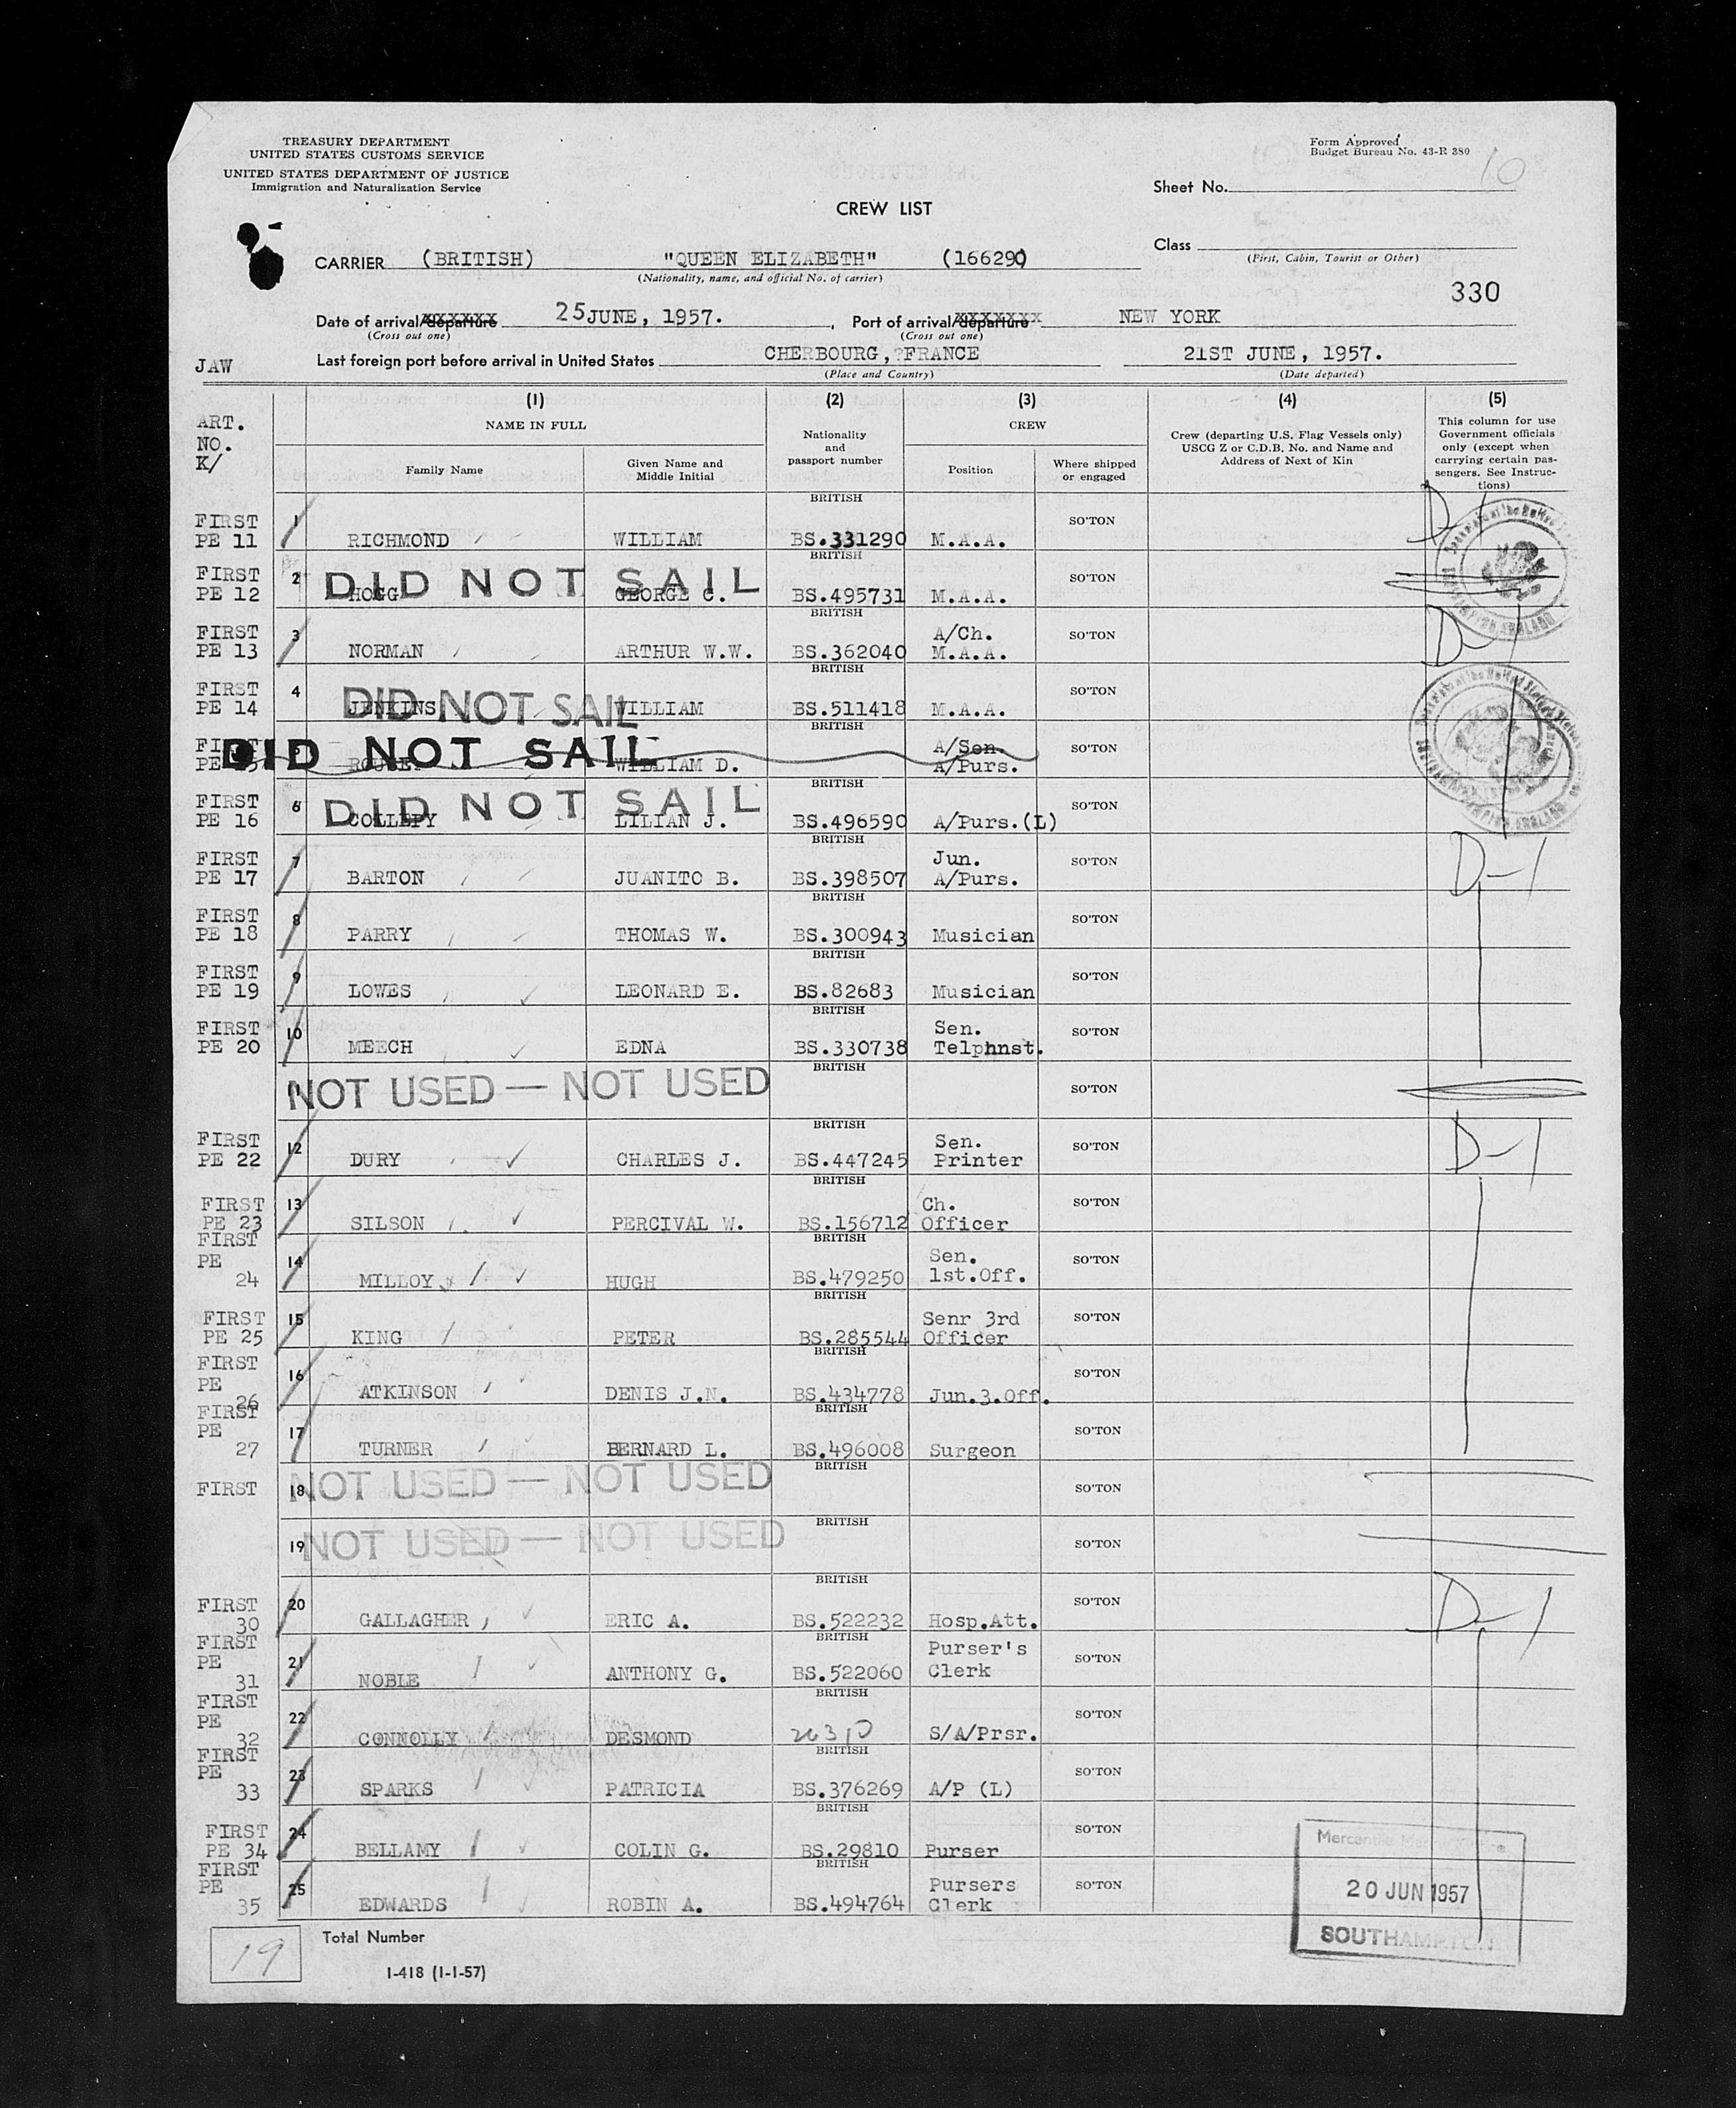 TREASURY DEPARTMENT
UNITED STATES CUSTOMS SERVICE
UNITED STATES DEPARTMENT OF JUSTICE
Immigration and Naturalization Service
Form Approved
Budget Bureau No. 43-R 380
Sheet No. 10
CREW LIST
Class
(First, Cabin, Tourist or Other)
CARRIER (BRITISH) "QUEEN ELIZABETH" (166290)
(Nationality, name, and official No. of carrier)
330
Date of arrival/departure 25 JUNE, 1957. , Port of arrival/departure NEW YORK
(Cross out one) (Cross out one)
JAW Last foreign port before arrival in United States CHERBOURG, FRANCE 21ST JUNE, 1957.
(Place and Country) (Date departed)
ART. NO. K/
(1) NAME IN FULL
Family Name
Given Name and Middle Initial
(2) Nationality and passport number
(3) CREW
Position
Where shipped or engaged
(4) Crew (departing U.S. Flag Vessels only) USCG Z or C.D.B. No. and Name and Address of Next of Kin
(5) This column for use Government officials only (except when carrying certain passengers. See Instructions)
FIRST PE 11 1 RICHMOND WILLIAM BRITISH BS.331290 M.A.A. SO'TON D-1
FIRST PE 12 2 HOGG GEORGE C. BRITISH BS.495731 M.A.A. SO'TON
DID NOT SAIL
FIRST PE 13 3 NORMAN ARTHUR W.W. BRITISH BS.362040 A/Ch. M.A.A. SO'TON D-1
FIRST PE 14 4 JENKINS WILLIAM BRITISH BS.511418 M.A.A. SO'TON
DID NOT SAIL
WILLIAM D. BRITISH A/Sen. A/Purs. SO'TON
DID NOT SAIL
FIRST PE 16 6 LILIAN J. BRITISH BS.496590 A/Purs.(L) SO'TON
DID NOT SAIL
FIRST PE 17 7 BARTON JUANITO B. BRITISH BS.398507 Jun. A/Purs. SO'TON D-1
FIRST PE 18 8 PARRY THOMAS W. BRITISH BS.300943 Musician SO'TON
FIRST PE 19 9 LOWES LEONARD E. BRITISH BS.82683 Musician SO'TON
FIRST PE 20 10 MEECH EDNA BRITISH BS.330738 Sen. Telphnst. SO'TON
NOT USED — NOT USED BRITISH SO'TON
FIRST PE 22 12 DURY CHARLES J. BRITISH BS.447245 Sen. Printer SO'TON D-1
FIRST PE 23 13 SILSON PERCIVAL W. BRITISH BS.156712 Ch. Officer SO'TON
FIRST PE 24 14 MILLOY HUGH BRITISH BS.479250 Sen. 1st.Off. SO'TON
FIRST PE 25 15 KING PETER BRITISH BS.285544 Senr 3rd Officer SO'TON
FIRST PE 26 16 ATKINSON DENIS J.N. BRITISH BS.434778 Jun.3.Off. SO'TON
FIRST PE 27 17 TURNER BERNARD L. BRITISH BS.496008 Surgeon SO'TON
FIRST 18 NOT USED — NOT USED BRITISH SO'TON
19 NOT USED — NOT USED BRITISH SO'TON
FIRST 30 20 GALLAGHER ERIC A. BRITISH BS.522232 Hosp.Att. SO'TON D-1
FIRST PE 31 21 NOBLE ANTHONY G. BRITISH BS.522060 Purser's Clerk SO'TON
FIRST PE 32 22 CONNOLLY DESMOND BRITISH S/A/Prsr. SO'TON
FIRST PE 33 23 SPARKS PATRICIA BRITISH BS.376269 A/P (L) SO'TON
FIRST PE 34 24 BELLAMY COLIN G. BRITISH BS.29810 Purser SO'TON
FIRST PE 35 25 EDWARDS ROBIN A. BRITISH BS.494764 Pursers Clerk SO'TON
Mercantile Marine Office
20 JUN 1957
SOUTHAMPTON
19 Total Number
I-418 (1-1-57)